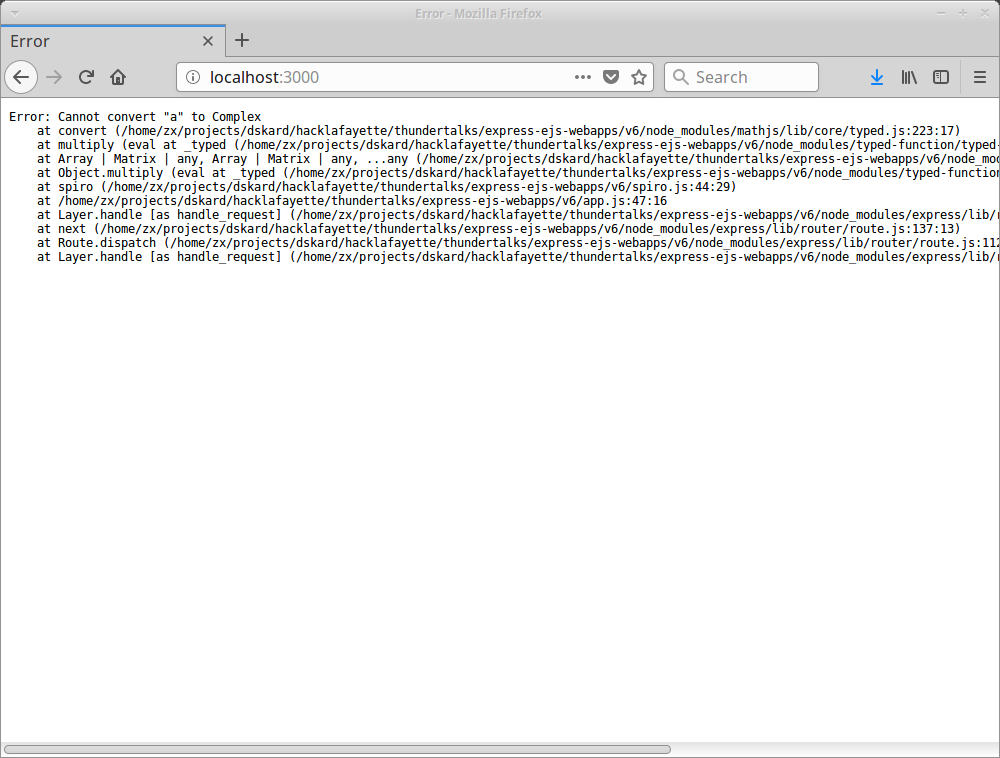 Error - Mozilla Firefox
Error
localhost:3000
Search
Error: Cannot convert "a" to Complex
at convert (/home/zx/projects/dskard/hacklafayette/thundertalks/express-ejs-webapps/v6/node_modules/mathjs/lib/core/typed.js:223:17)
at multiply (eval at _typed (/home/zx/projects/dskard/hacklafayette/thundertalks/express-ejs-webapps/v6/node_modules/typed-function/typed-
at Array | Matrix | any, Array | Matrix | any, ...any (/home/zx/projects/dskard/hacklafayette/thundertalks/express-ejs-webapps/v6/node_mod
at Object.multiply (eval at _typed (/home/zx/projects/dskard/hacklafayette/thundertalks/express-ejs-webapps/v6/node_modules/typed-function
at spiro (/home/zx/projects/dskard/hacklafayette/thundertalks/express-ejs-webapps/v6/spiro.js:44:29)
at /home/zx/projects/dskard/hacklafayette/thundertalks/express-ejs-webapps/v6/app.js:47:16
at Layer.handle [as handle_request] (/home/zx/projects/dskard/hacklafayette/thundertalks/express-ejs-webapps/v6/node_modules/express/lib/r
at next (/home/zx/projects/dskard/hacklafayette/thundertalks/express-ejs-webapps/v6/node_modules/express/lib/router/route.js:137:13)
at Route.dispatch (/home/zx/projects/dskard/hacklafayette/thundertalks/express-ejs-webapps/v6/node_modules/express/lib/router/route.js:112
at Layer.handle [as handle_request] (/home/zx/projects/dskard/hacklafayette/thundertalks/express-ejs-webapps/v6/node_modules/express/lib/r